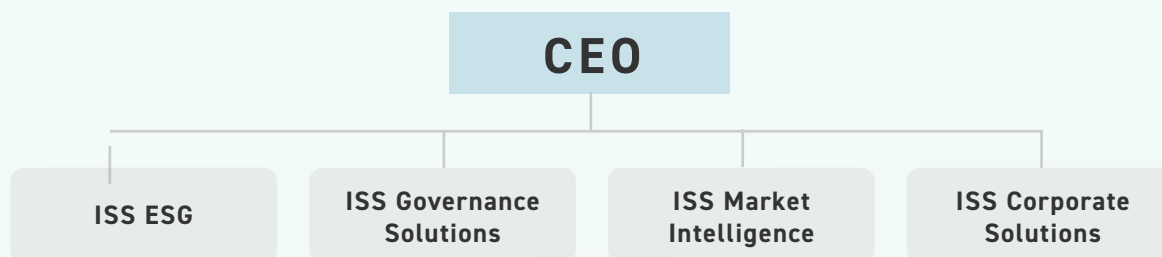 CEO
ISS ESG
ISS Governance
Solutions
ISS Market
Intelligence
ISS Corporate
Solutions